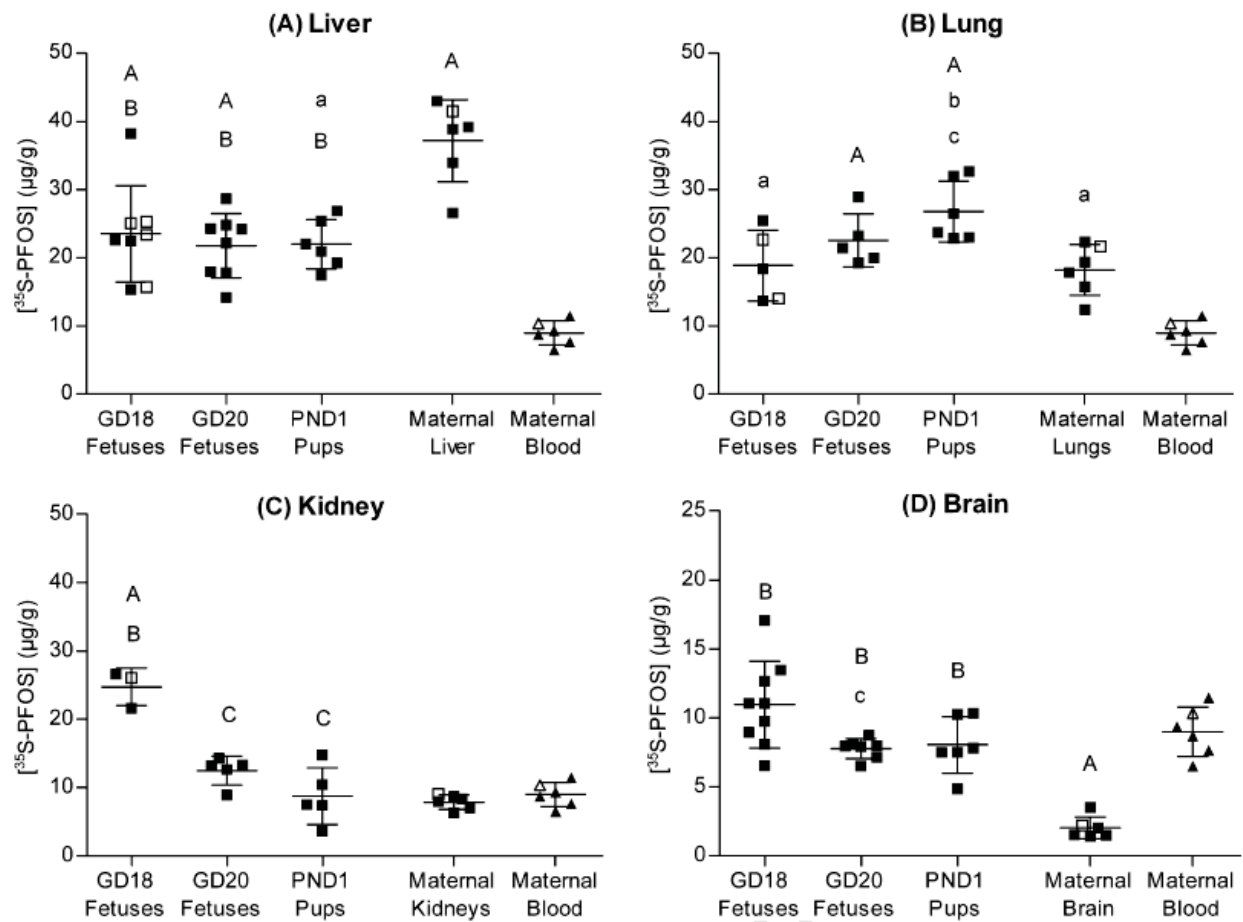 (A) Liver
[³⁵S-PFOS] (µg/g)
50
40
30
20
10
0
A
B
A
B
a
B
A
GD18
Fetuses
GD20
Fetuses
PND1
Pups
Maternal
Liver
Maternal
Blood
(B) Lung
[³⁵S-PFOS] (µg/g)
50
40
30
20
10
0
a
A
A
b
c
a
GD18
Fetuses
GD20
Fetuses
PND1
Pups
Maternal
Lungs
Maternal
Blood
(C) Kidney
[³⁵S-PFOS] (µg/g)
50
40
30
20
10
0
A
B
C
C
GD18
Fetuses
GD20
Fetuses
PND1
Pups
Maternal
Kidneys
Maternal
Blood
(D) Brain
[³⁵S-PFOS] (µg/g)
25
20
15
10
5
0
B
B
c
B
A
GD18
Fetuses
GD20
Fetuses
PND1
Pups
Maternal
Brain
Maternal
Blood